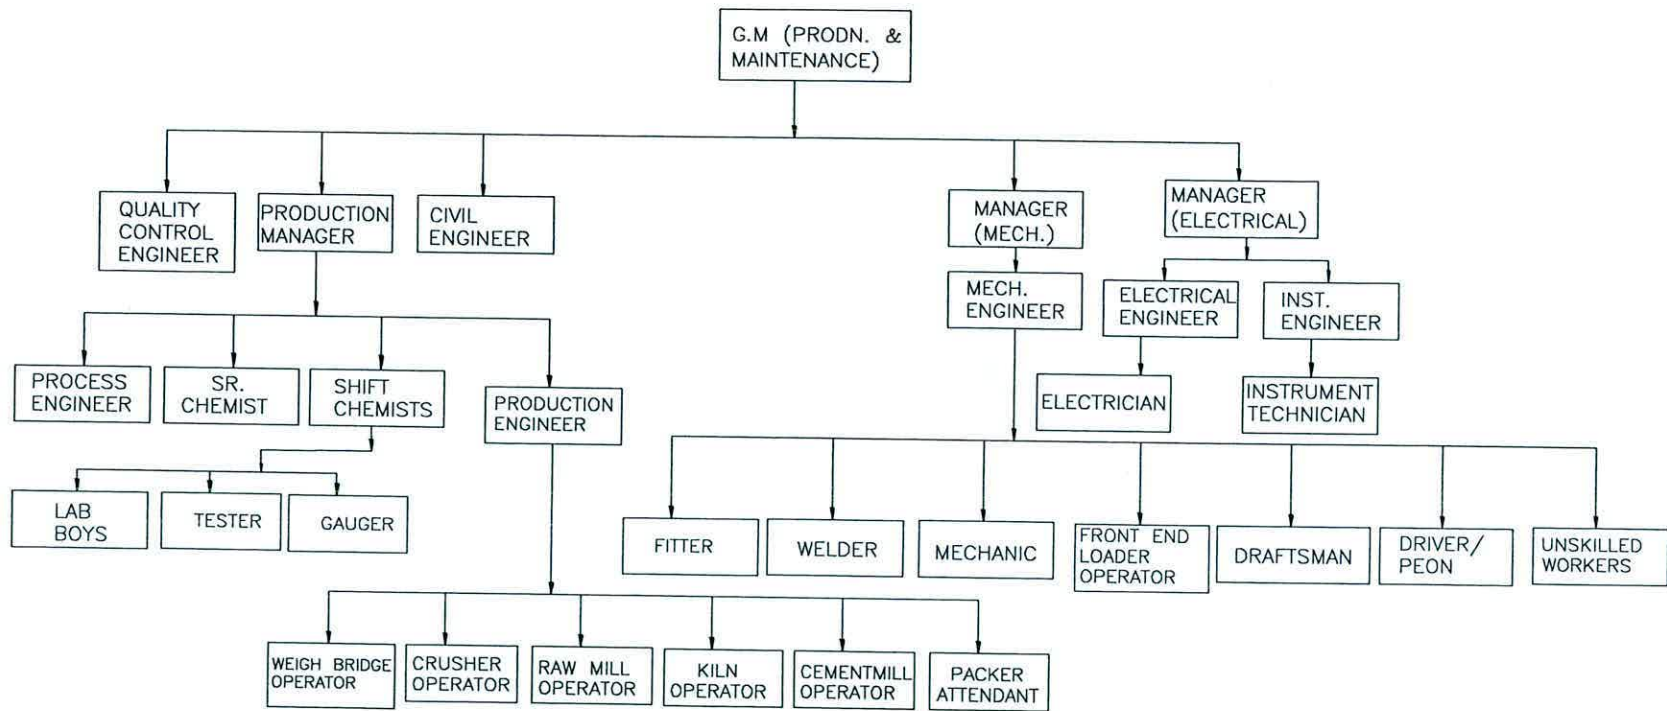 G.M (PRODN. &
MAINTENANCE)
QUALITY
CONTROL
ENGINEER
PRODUCTION
MANAGER
CIVIL
ENGINEER
MANAGER
(MECH.)
MANAGER
(ELECTRICAL)
MECH.
ENGINEER
ELECTRICAL
ENGINEER
INST.
ENGINEER
PROCESS
ENGINEER
SR.
CHEMIST
SHIFT
CHEMISTS
PRODUCTION
ENGINEER
ELECTRICIAN
INSTRUMENT
TECHNICIAN
LAB
BOYS
TESTER
GAUGER
FITTER
WELDER
MECHANIC
FRONT END
LOADER
OPERATOR
DRAFTSMAN
DRIVER/
PEON
UNSKILLED
WORKERS
WEIGH BRIDGE
OPERATOR
CRUSHER
OPERATOR
RAW MILL
OPERATOR
KILN
OPERATOR
CEMENTMILL
OPERATOR
PACKER
ATTENDANT